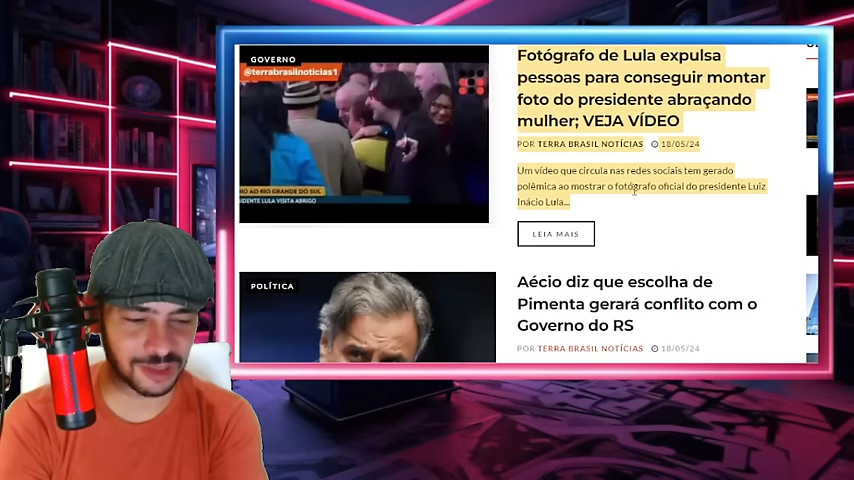 GOVERNO
@terrabrasilnoticias1
HO AO RIO GRANDE DO SUL
IDENTE LULA VISITA ABRIGO
Fotógrafo de Lula expulsa
pessoas para conseguir montar
foto do presidente abraçando
mulher; VEJA VÍDEO
POR TERRA BRASIL NOTÍCIAS 18/05/24
Um vídeo que circula nas redes sociais tem gerado
polêmica ao mostrar o fotógrafo oficial do presidente Luiz
Inácio Lula...
LEIA MAIS
POLÍTICA
Aécio diz que escolha de
Pimenta gerará conflito com o
Governo do RS
POR TERRA BRASIL NOTÍCIAS 18/05/24